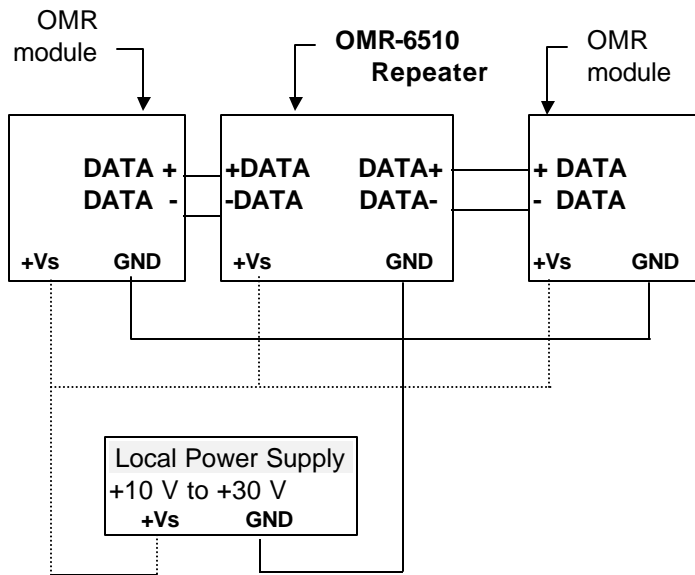 OMR
module
OMR-6510
Repeater
OMR
module
DATA +
DATA -
+Vs GND
+DATA DATA+
-DATA DATA-
+Vs GND
+ DATA
- DATA
+Vs GND
Local Power Supply
+10 V to +30 V
+Vs GND